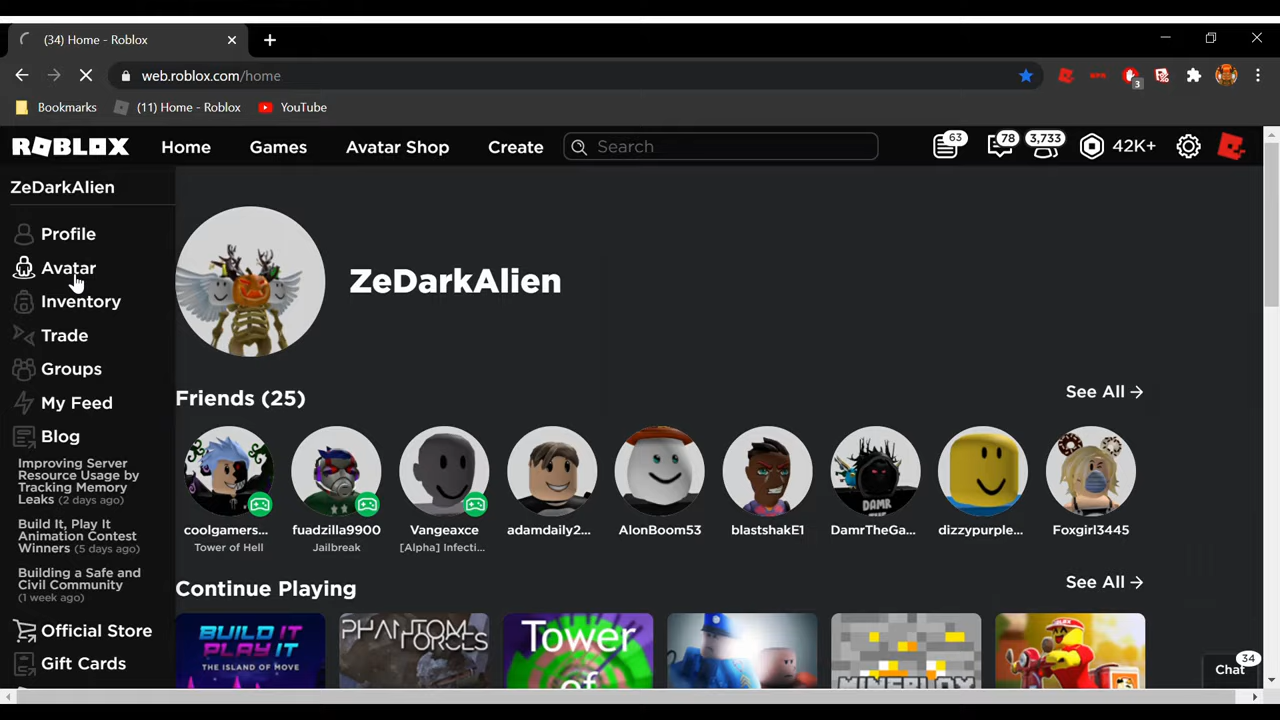 (34) Home - Roblox
web.roblox.com/home
3
Bookmarks
(11) Home - Roblox
YouTube
ROBLOX
Home
Games
Avatar Shop
Create
Search
63
78
3,733
42K+
ZeDarkAlien
Profile
Avatar
Inventory
Trade
Groups
My Feed
Blog
Improving Server
Resource Usage by
Tracking Memory
Leaks (2 days ago)
Build It, Play It
Animation Contest
Winners (5 days ago)
Building a Safe and
Civil Community
(1 week ago)
Official Store
Gift Cards
ZeDarkAlien
Friends (25)
See All →
coolgamers...
Tower of Hell
fuadzilla9900
Jailbreak
Vangeaxce
[Alpha] Infecti...
adamdaily2...
AlonBoom53
blastshakE1
DAMR
DamrTheGa...
dizzypurple...
Foxgirl3445
Continue Playing
See All →
BUILD IT
PLAY IT
THE ISLAND OF MOVE
PHANTOM FORCES
Tower
of
MINEBLOX
Chat
34